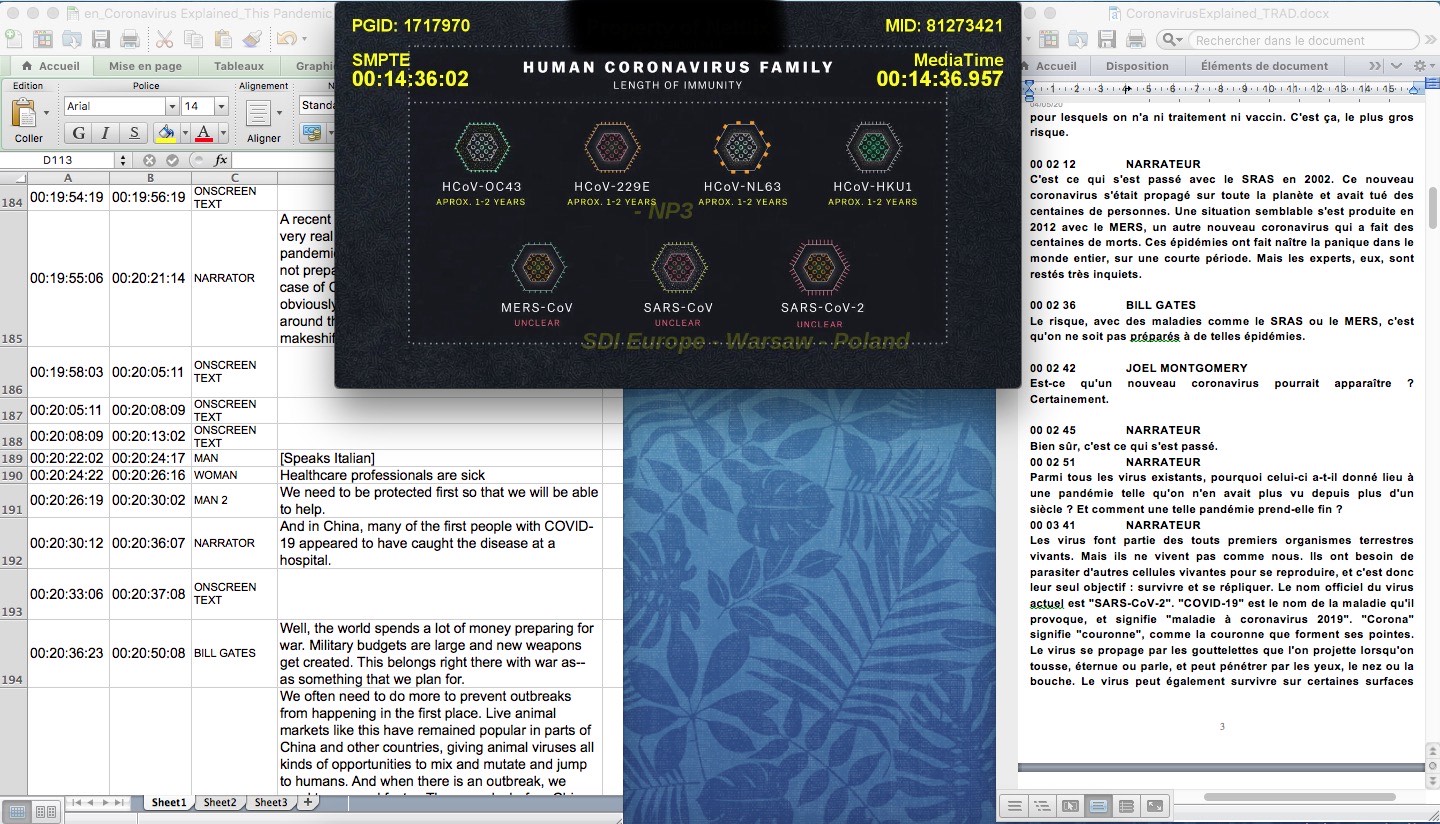 en_Coronavirus Explained_This Pandemic
Accueil
Mise en page
Tableaux
Graphi
Edition
Police
Alignement
N
Arial
14
Stand
Coller
G I S
A
Aligner
D113
fx
A
B
C
184
00:19:54:19
00:19:56:19
ONSCREEN
TEXT
185
00:19:55:06
00:20:21:14
NARRATOR
A recent
very real
pandemic
not prepa
case of C
obviously
around th
makeshif
186
00:19:58:03
00:20:05:11
ONSCREEN
TEXT
187
00:20:05:11
00:20:08:09
ONSCREEN
TEXT
188
00:20:08:09
00:20:13:02
ONSCREEN
TEXT
189
00:20:22:02
00:20:24:17
MAN
[Speaks Italian]
190
00:20:24:22
00:20:26:16
WOMAN
Healthcare professionals are sick
191
00:20:26:19
00:20:30:02
MAN 2
We need to be protected first so that we will be able
to help.
192
00:20:30:12
00:20:36:07
NARRATOR
And in China, many of the first people with COVID-
19 appeared to have caught the disease at a
hospital.
193
00:20:33:06
00:20:37:08
ONSCREEN
TEXT
194
00:20:36:23
00:20:50:08
BILL GATES
Well, the world spends a lot of money preparing for
war. Military budgets are large and new weapons
get created. This belongs right there with war as--
as something that we plan for.
We often need to do more to prevent outbreaks
from happening in the first place. Live animal
markets like this have remained popular in parts of
China and other countries, giving animal viruses all
kinds of opportunities to mix and mutate and jump
to humans. And when there is an outbreak, we
Sheet1
Sheet2
Sheet3
PGID: 1717970
MID: 81273421
SMPTE
00:14:36:02
MediaTime
00:14:36.957
HUMAN CORONAVIRUS FAMILY
LENGTH OF IMMUNITY
HCoV-OC43
APROX. 1-2 YEARS
HCoV-229E
APROX. 1-2 YEARS
HCoV-NL63
APROX. 1-2 YEARS
HCoV-HKU1
APROX. 1-2 YEARS
- NP3
MERS-CoV
UNCLEAR
SARS-CoV
UNCLEAR
SARS-CoV-2
UNCLEAR
SDI Europe - Warsaw - Poland
CoronavirusExplained_TRAD.docx
Rechercher dans le document
Accueil
Disposition
Éléments de document
1 2 3 4 5 6 7 8 9 10 11 12 13 14 15
04/05/20
pour lesquels on n'a ni traitement ni vaccin. C'est ça, le plus gros
risque.
00 02 12 NARRATEUR
C'est ce qui s'est passé avec le SRAS en 2002. Ce nouveau
coronavirus s'était propagé sur toute la planète et avait tué des
centaines de personnes. Une situation semblable s'est produite en
2012 avec le MERS, un autre nouveau coronavirus qui a fait des
centaines de morts. Ces épidémies ont fait naître la panique dans le
monde entier, sur une courte période. Mais les experts, eux, sont
restés très inquiets.
00 02 36 BILL GATES
Le risque, avec des maladies comme le SRAS ou le MERS, c'est
qu'on ne soit pas préparés à de telles épidémies.
00 02 42 JOEL MONTGOMERY
Est-ce qu'un nouveau coronavirus pourrait apparaître ?
Certainement.
00 02 45 NARRATEUR
Bien sûr, c'est ce qui s'est passé.
00 02 51 NARRATEUR
Parmi tous les virus existants, pourquoi celui-ci a-t-il donné lieu à
une pandémie telle qu'on n'en avait plus vu depuis plus d'un
siècle ? Et comment une telle pandémie prend-elle fin ?
00 03 41 NARRATEUR
Les virus font partie des touts premiers organismes terrestres
vivants. Mais ils ne vivent pas comme nous. Ils ont besoin de
parasiter d'autres cellules vivantes pour se reproduire, et c'est donc
leur seul objectif : survivre et se répliquer. Le nom officiel du virus
actuel est "SARS-CoV-2". "COVID-19" est le nom de la maladie qu'il
provoque, et signifie "maladie à coronavirus 2019". "Corona"
signifie "couronne", comme la couronne que forment ses pointes.
Le virus se propage par les gouttelettes que l'on projette lorsqu'on
tousse, éternue ou parle, et peut pénétrer par les yeux, le nez ou la
bouche. Le virus peut également survivre sur certaines surfaces
3